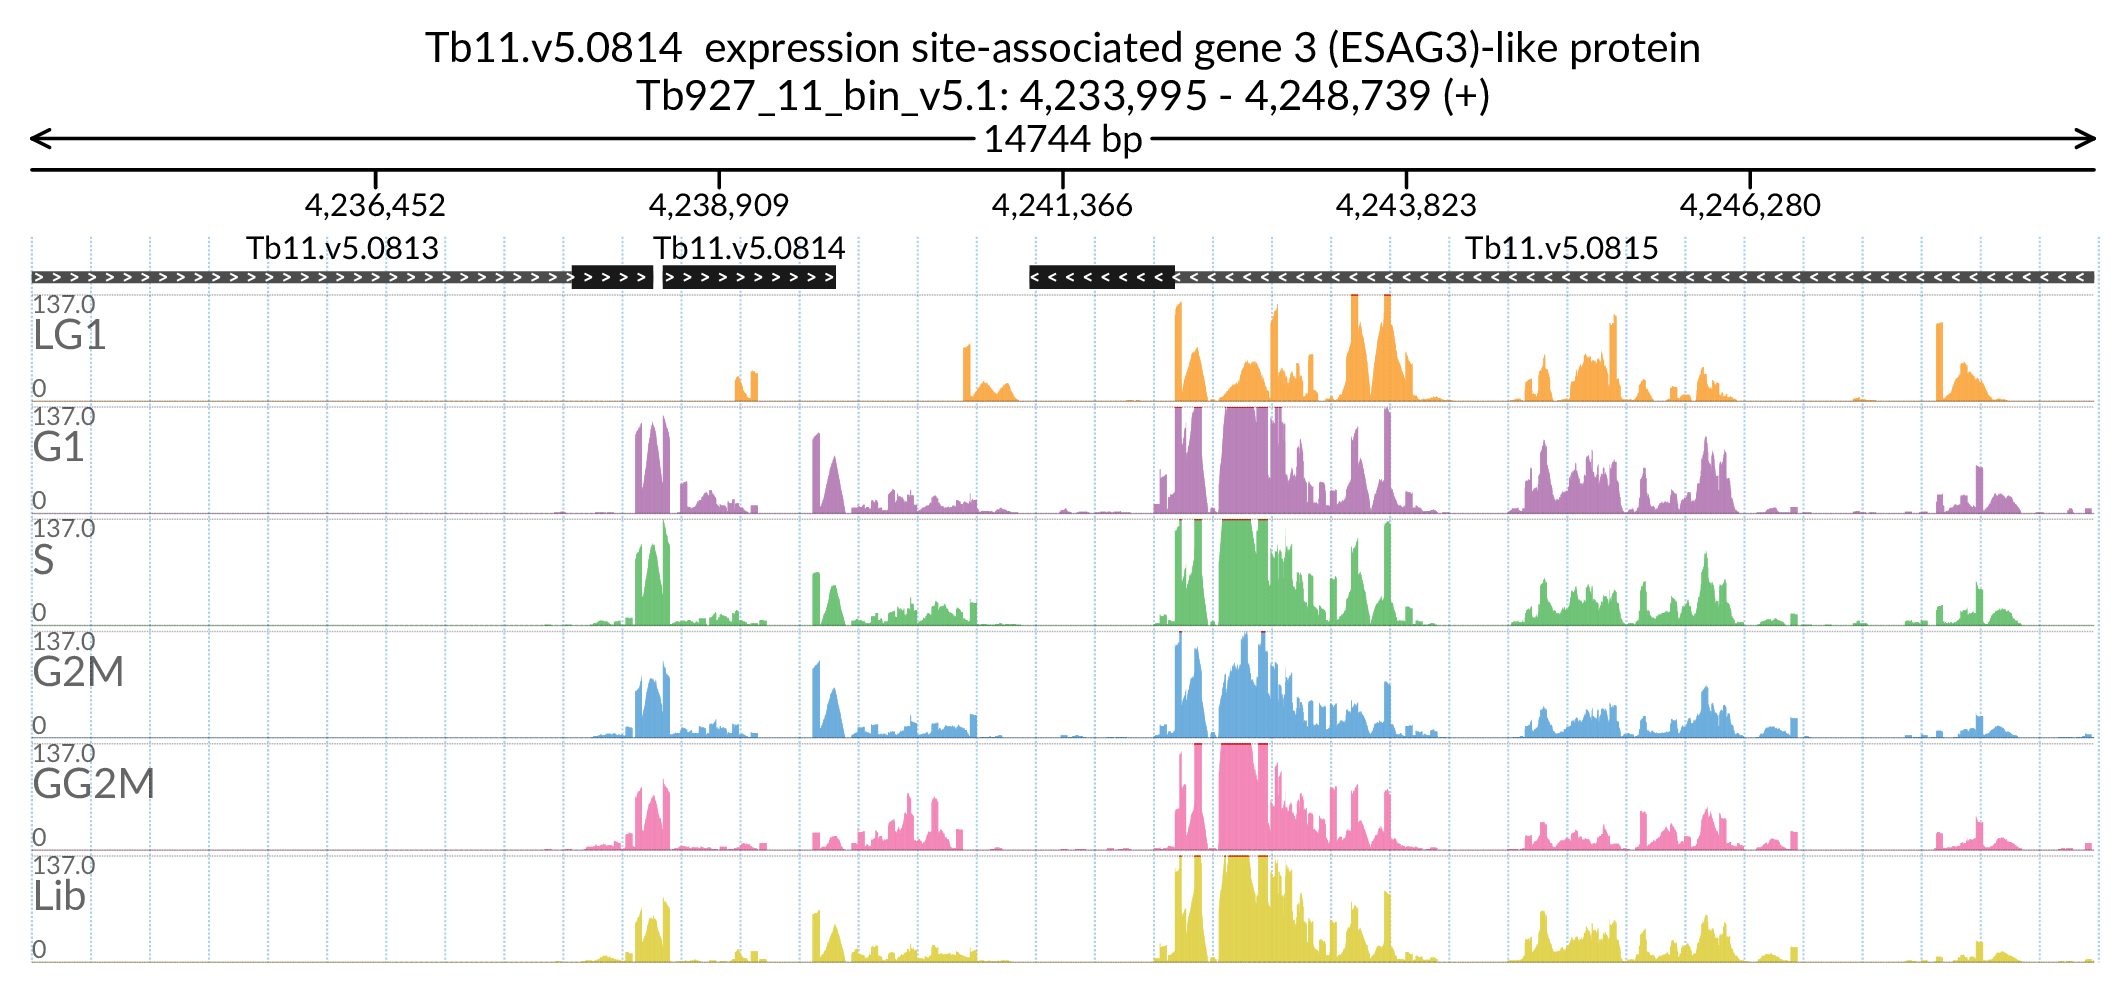 Tb11.v5.0814 expression site-associated gene 3 (ESAG3)-like protein
Tb927_11_bin_v5.1: 4,233,995 - 4,248,739 (+)
14744 bp
4,236,452 4,238,909 4,241,366 4,243,823 4,246,280
Tb11.v5.0813 Tb11.v5.0814 Tb11.v5.0815
137.0
LG1
0
137.0
G1
0
137.0
S
0
137.0
G2M
0
137.0
GG2M
0
137.0
Lib
0